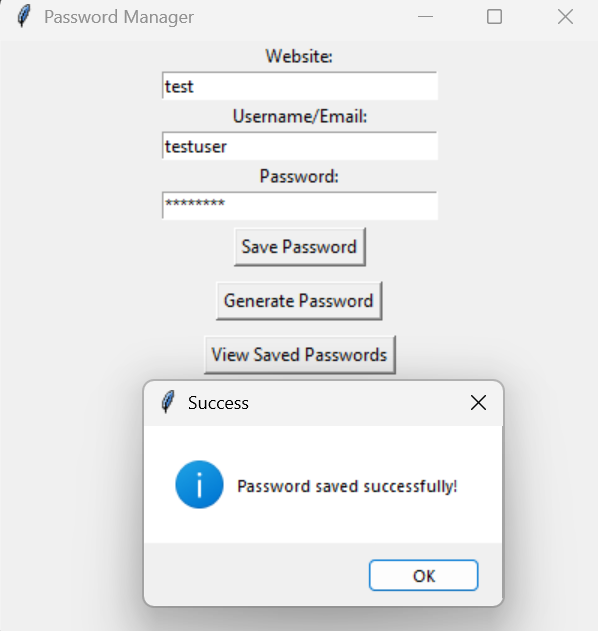 Password Manager
Website:
test
Username/Email:
testuser
Password:
********
Save Password
Generate Password
View Saved Passwords
Success
Password saved successfully!
OK